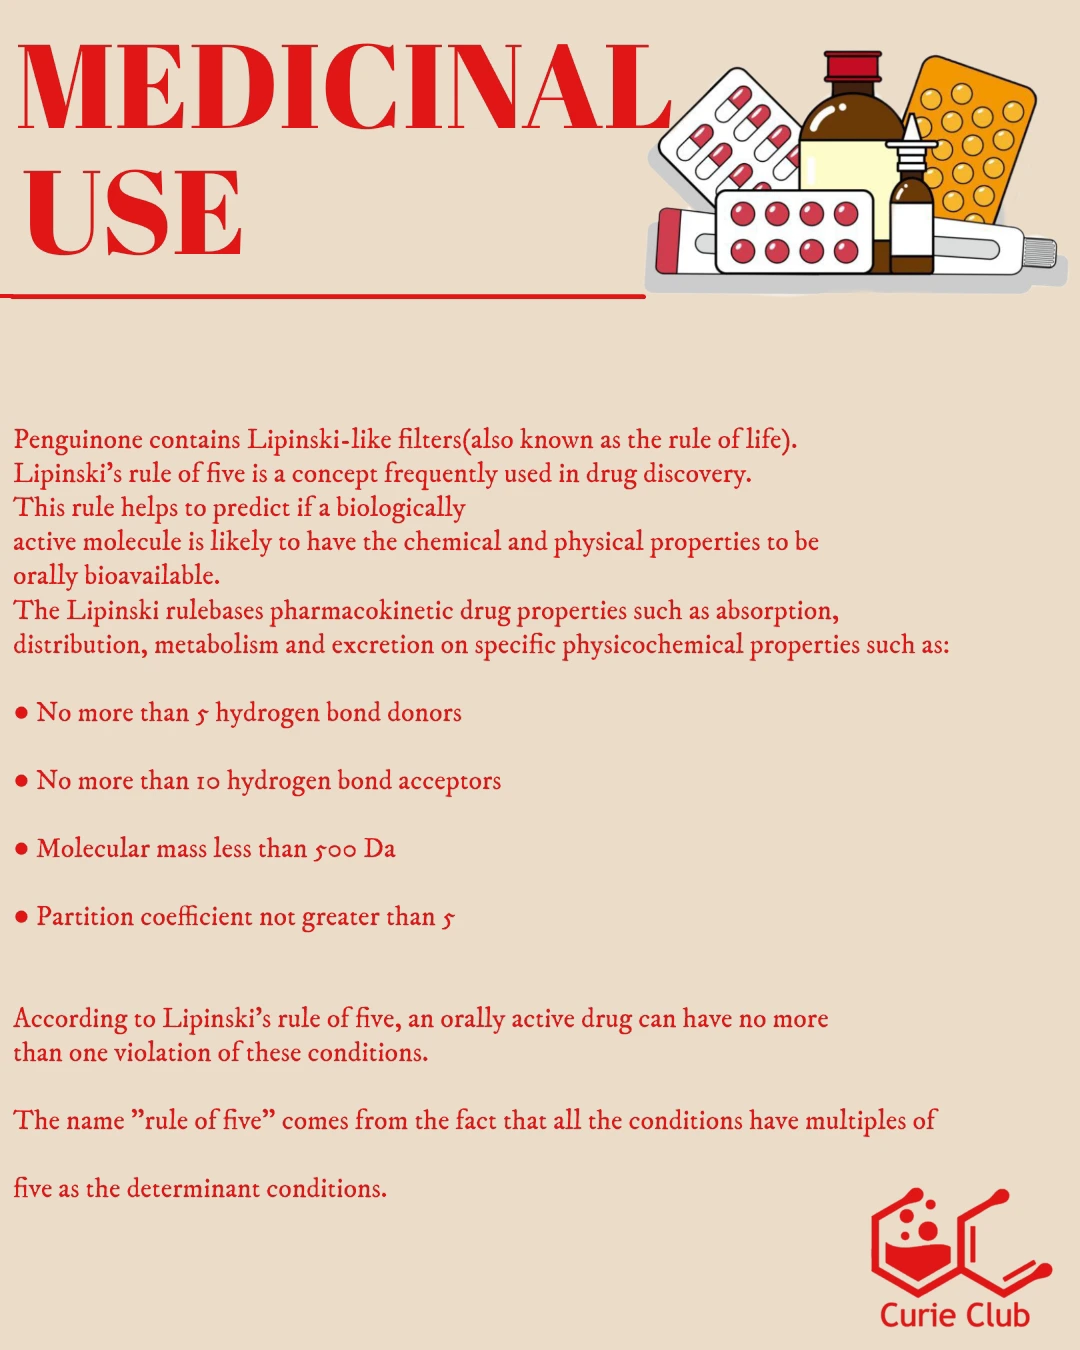 MEDICINAL
USE
Penguinone contains Lipinski-like filters(also known as the rule of life).
Lipinski's rule of five is a concept frequently used in drug discovery.
This rule helps to predict if a biologically
active molecule is likely to have the chemical and physical properties to be
orally bioavailable.
The Lipinski rulebases pharmacokinetic drug properties such as absorption,
distribution, metabolism and excretion on specific physicochemical properties such as:
• No more than 5 hydrogen bond donors
• No more than 10 hydrogen bond acceptors
• Molecular mass less than 500 Da
• Partition coefficient not greater than 5
According to Lipinski's rule of five, an orally active drug can have no more
than one violation of these conditions.
The name "rule of five" comes from the fact that all the conditions have multiples of
five as the determinant conditions.
Curie Club